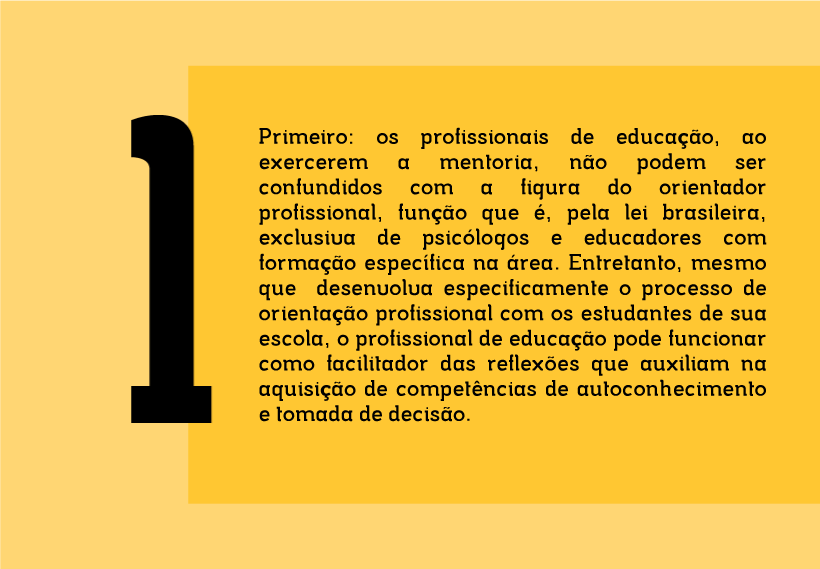 1
Primeiro: os profissionais de educação, ao
exercerem a mentoria, não podem ser
confundidos com a figura do orientador
profissional, função que é, pela lei brasileira,
exclusiva de psicólogos e educadores com
formação específica na área. Entretanto, mesmo
que desenvolva especificamente o processo de
orientação profissional com os estudantes de sua
escola, o profissional de educação pode funcionar
como facilitador das reflexões que auxiliam na
aquisição de competências de autoconhecimento
e tomada de decisão.